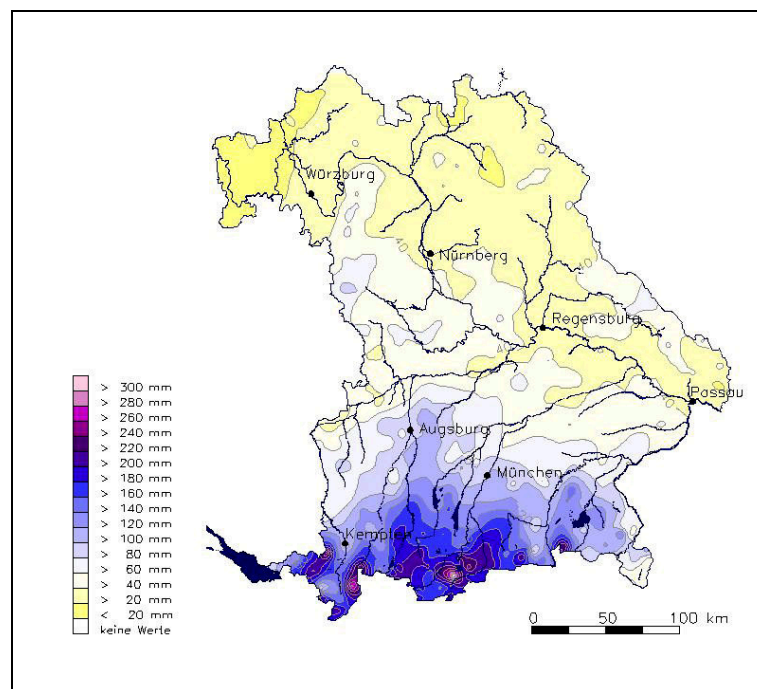 Würzburg
Nürnberg
Regensburg
Passau
Augsburg
München
Kempten
> 300 mm
> 280 mm
> 260 mm
> 240 mm
> 220 mm
> 200 mm
> 180 mm
> 160 mm
> 140 mm
> 120 mm
> 100 mm
> 80 mm
> 60 mm
> 40 mm
> 20 mm
< 20 mm
keine Werte
0 50 100 km